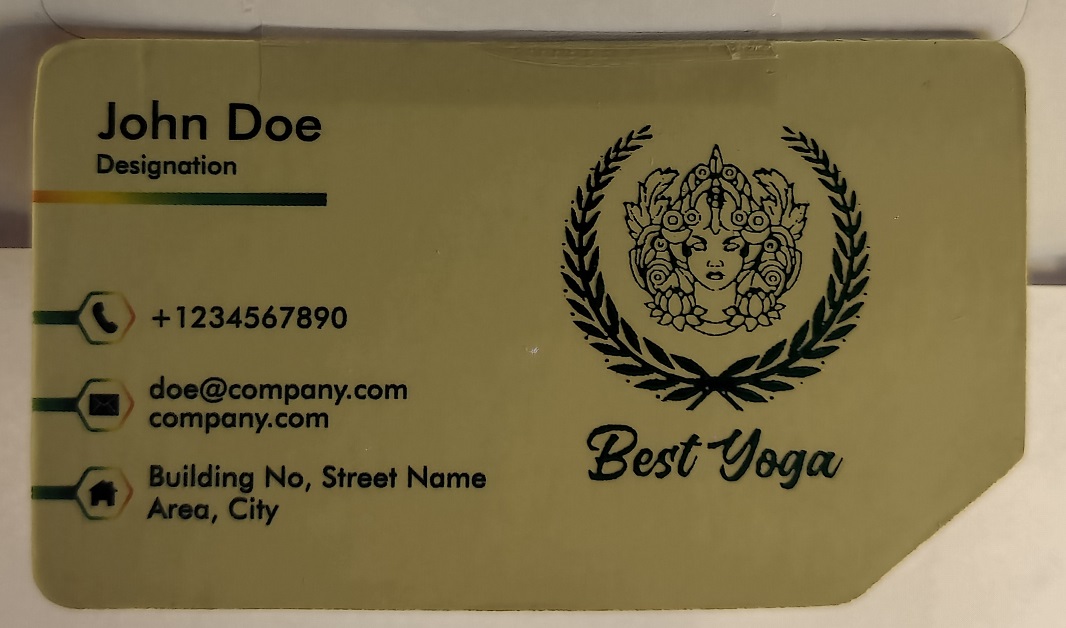 John Doe
Designation
+1234567890
doe@company.com
company.com
Building No, Street Name
Area, City
Best Yoga